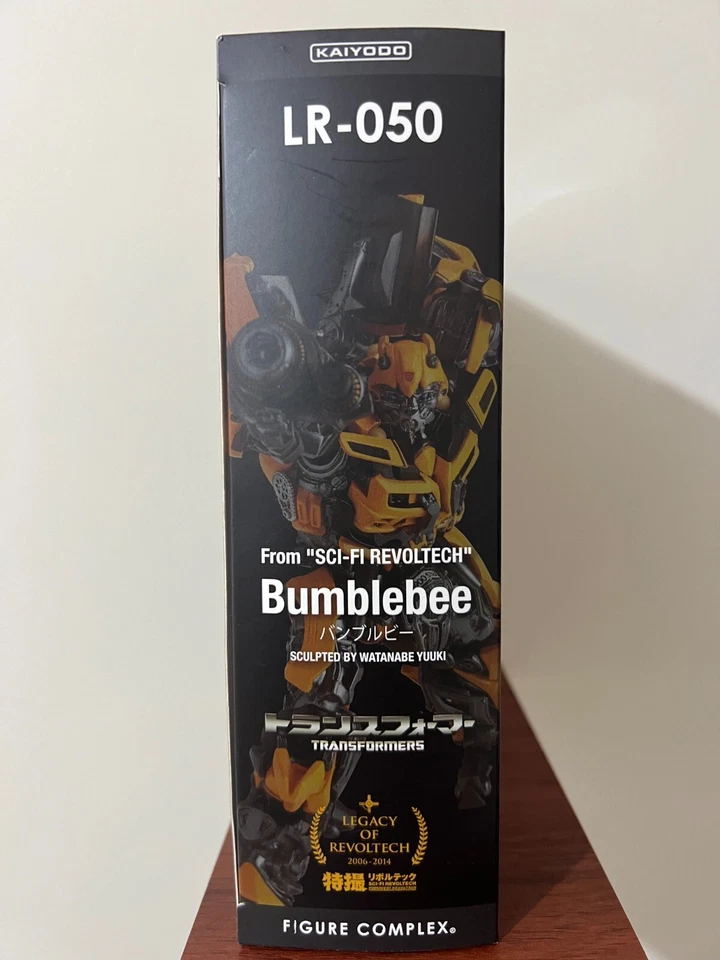 KAIYODO
LR-050
From "SCI-FI REVOLTECH"
Bumblebee
バンブルビー
SCULPTED BY WATANABE YUUKI
トランスフォーマー
TRANSFORMERS
LEGACY
OF
REVOLTECH
2006-2014
特撮 リボルテック
SCI-FI REVOLTECH
FIGURE COMPLEX®